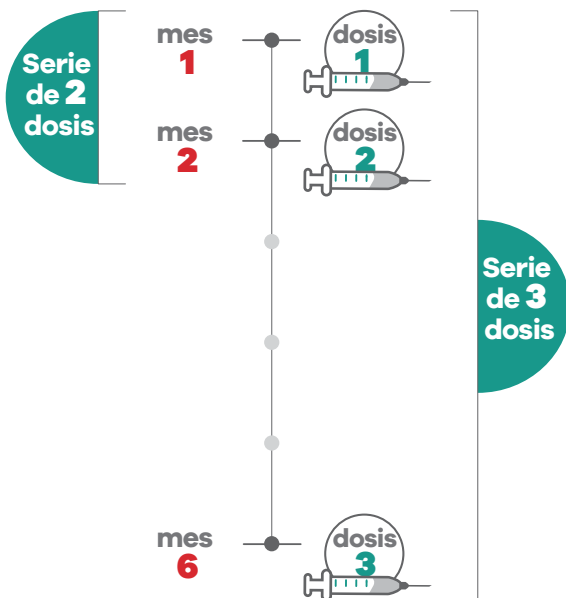 Serie
de 2
dosis
mes
1
dosis
1
mes
2
dosis
2
Serie
de 3
dosis
mes
6
dosis
3